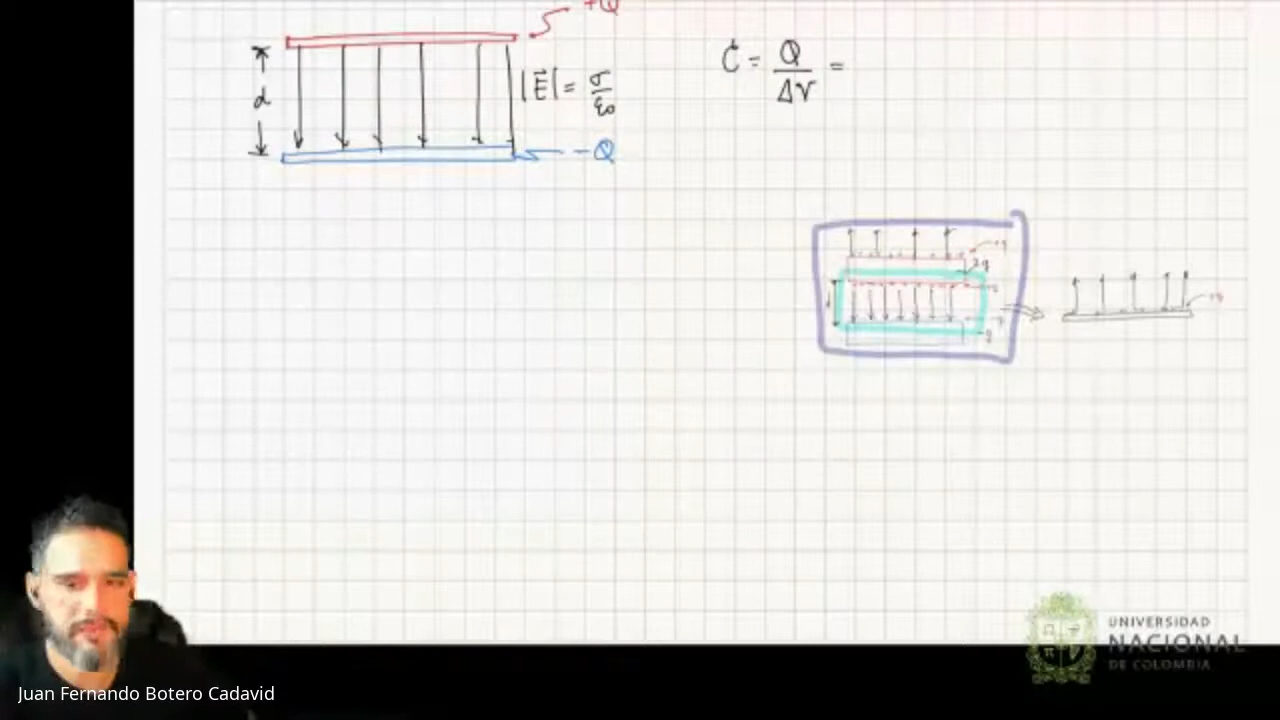 +Q
d
|E⃗| = σ/ε₀
-Q
C = Q/ΔV =
UNIVERSIDAD
NACIONAL
DE COLOMBIA
Juan Fernando Botero Cadavid